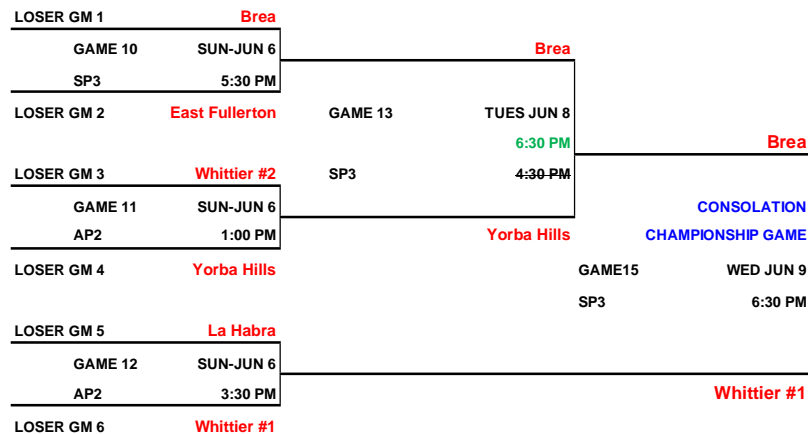 LOSER GM 1 Brea
GAME 10 SUN-JUN 6 Brea
SP3 5:30 PM
LOSER GM 2 East Fullerton GAME 13 TUES JUN 8
6:30 PM Brea
LOSER GM 3 Whittier #2 SP3 4:30 PM
GAME 11 SUN-JUN 6 CONSOLATION
AP2 1:00 PM Yorba Hills CHAMPIONSHIP GAME
LOSER GM 4 Yorba Hills GAME15 WED JUN 9
SP3 6:30 PM
LOSER GM 5 La Habra
GAME 12 SUN-JUN 6
AP2 3:30 PM Whittier #1
LOSER GM 6 Whittier #1